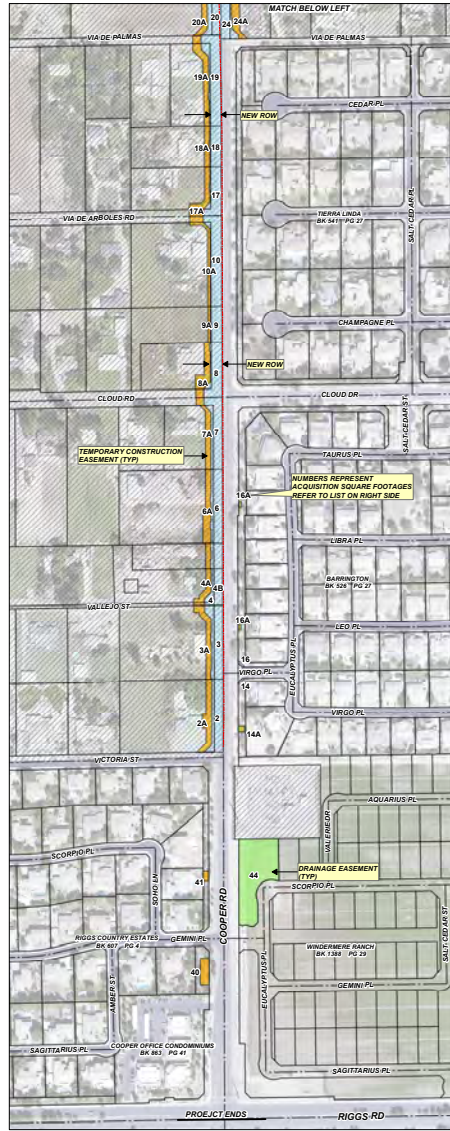 MATCH BELOW LEFT
20A
20
24
24A
VIA DE PALMAS
VIA DE PALMAS
19A
19
CEDAR PL
NEW ROW
18A
18
SALT-CEDAR PL
17
17A
VIA DE ARBOLES RD
TIERRA LINDA
BK 541 PG 27
10
10A
9A
9
CHAMPAGNE PL
NEW ROW
8
8A
CLOUD RD
CLOUD DR
SALT-CEDAR ST
7A
7
TAURUS PL
TEMPORARY CONSTRUCTION
EASEMENT (TYP)
NUMBERS REPRESENT
ACQUISITION SQUARE FOOTAGES
REFER TO LIST ON RIGHT SIDE
16A
6A
6
LIBRA PL
BARRINGTON
BK 526 PG 27
4A
4B
4
VALLEJO ST
16A
LEO PL
3A
3
EUCALYPTUS PL
16
VIRGO PL
14
VIRGO PL
2A
2
14A
VICTORIA ST
AQUARIUS PL
VALERIE DR
SCORPIO PL
SOHO LN
41
44
DRAINAGE EASEMENT
(TYP)
SCORPIO PL
COOPER RD
RIGGS COUNTRY ESTATES
BK 607 PG 4
GEMINI PL
WINDERMERE RANCH
BK 1388 PG 29
SALT-CEDAR ST
AMBER ST
40
EUCALYPTUS PL
GEMINI PL
SAGITTARIUS PL
COOPER OFFICE CONDOMINIUMS
BK 863 PG 41
SAGITTARIUS PL
PROEJCT ENDS
RIGGS RD